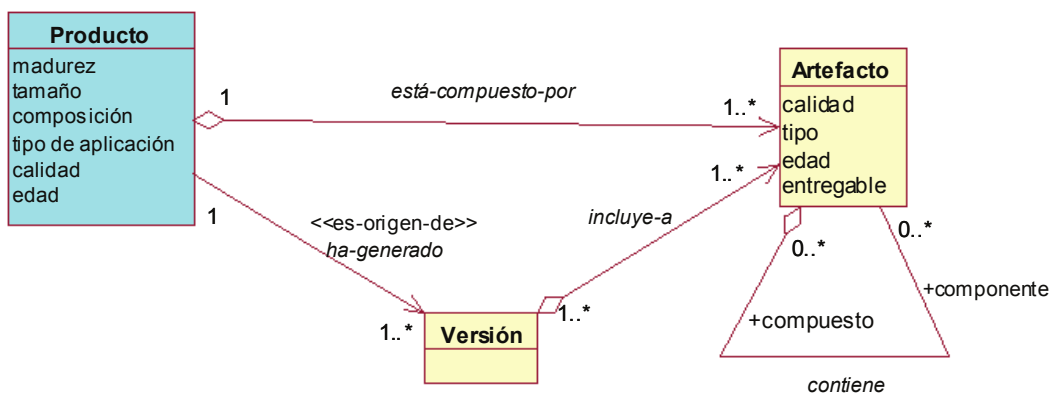 Producto
madurez
tamaño
composición
tipo de aplicación
calidad
edad
1
está-compuesto-por
1..*
Artefacto
calidad
tipo
edad
entregable
1
<<es-origen-de>>
ha-generado
1..*
Versión
1..*
incluye-a
1..*
0..*
+compuesto
0..*
+componente
contiene